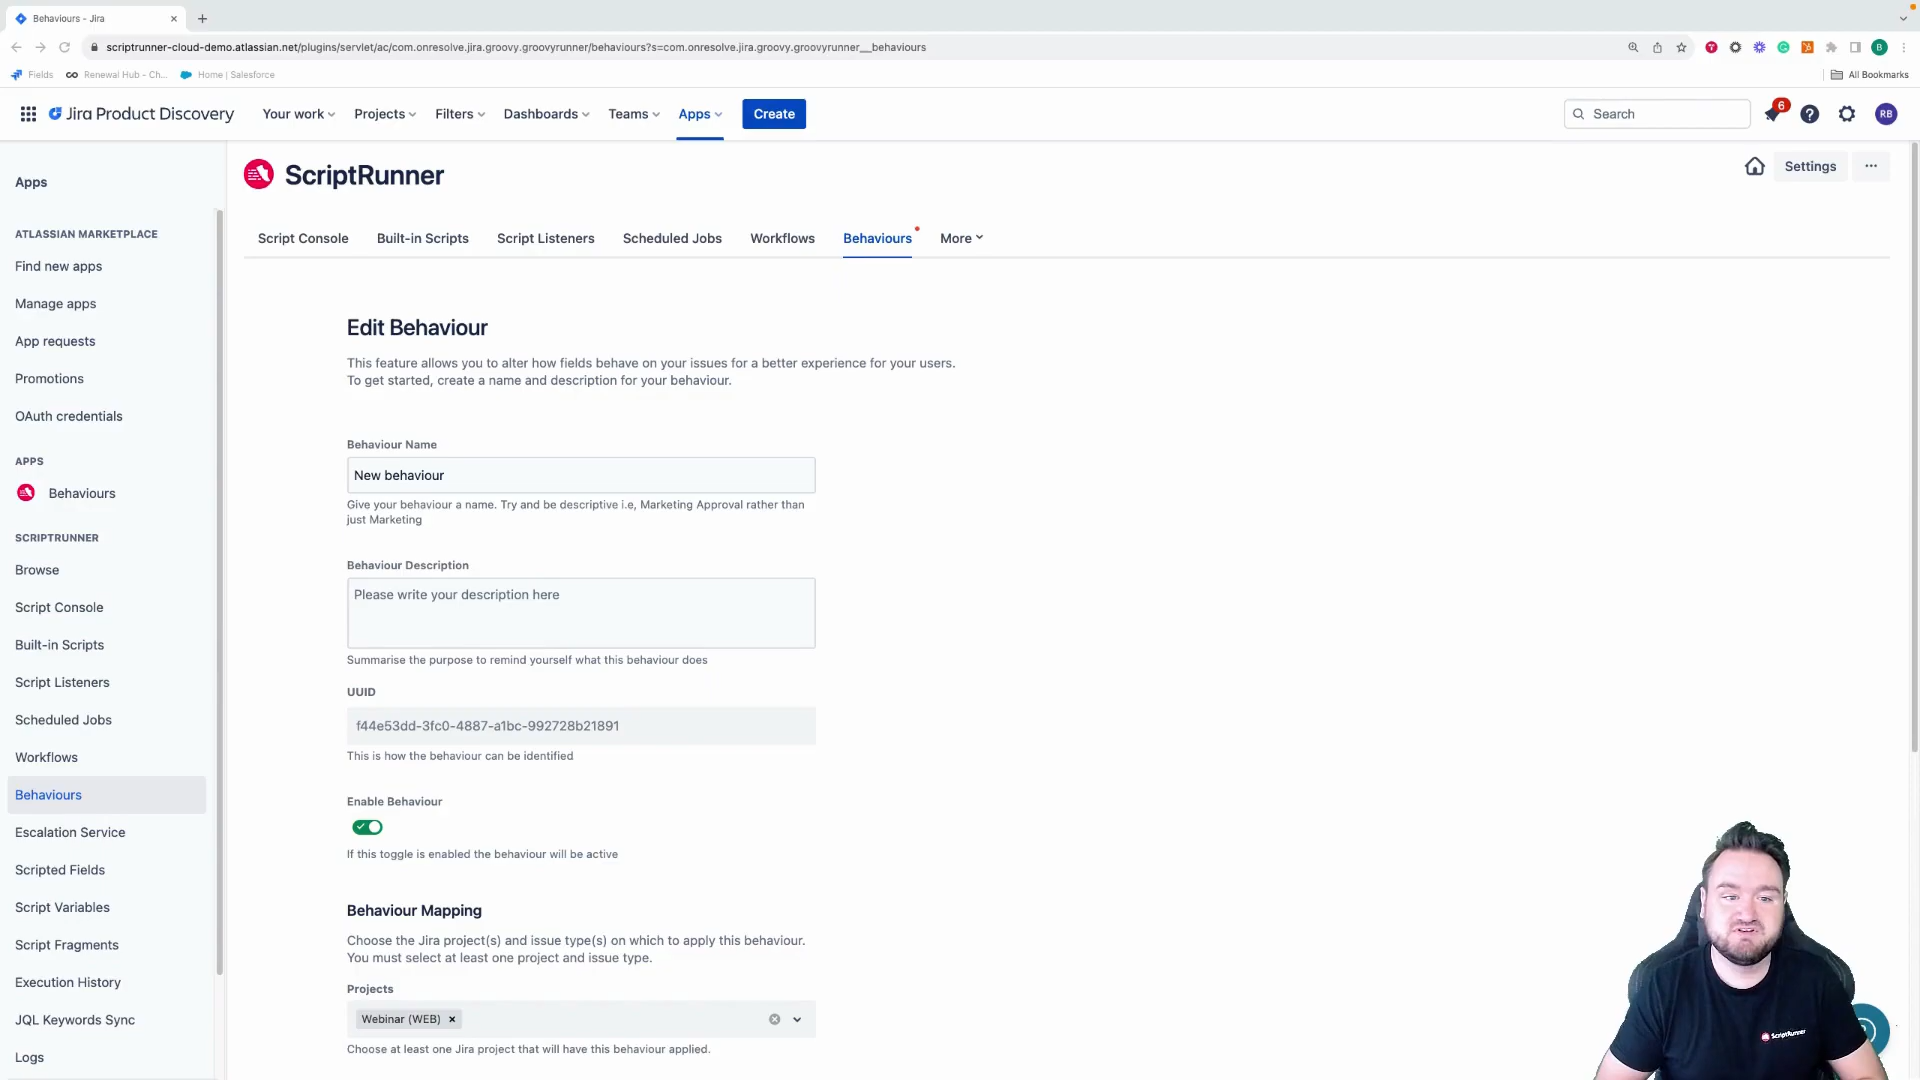 Behaviours - Jira
scriptrunner-cloud-demo.atlassian.net/plugins/servlet/ac/com.onresolve.jira.groovy.groovyrunner/behaviours?s=com.onresolve.jira.groovy.groovyrunner__behaviours
B
Fields
Renewal Hub - Ch...
Home | Salesforce
All Bookmarks
Jira Product Discovery
Your work
Projects
Filters
Dashboards
Teams
Apps
Create
Search
6
RB
Apps
ATLASSIAN MARKETPLACE
Find new apps
Manage apps
App requests
Promotions
OAuth credentials
APPS
Behaviours
SCRIPTRUNNER
Browse
Script Console
Built-in Scripts
Script Listeners
Scheduled Jobs
Workflows
Behaviours
Escalation Service
Scripted Fields
Script Variables
Script Fragments
Execution History
JQL Keywords Sync
Logs
ScriptRunner
Settings
Script Console
Built-in Scripts
Script Listeners
Scheduled Jobs
Workflows
Behaviours
More
Edit Behaviour
This feature allows you to alter how fields behave on your issues for a better experience for your users.
To get started, create a name and description for your behaviour.
Behaviour Name
New behaviour
Give your behaviour a name. Try and be descriptive i.e, Marketing Approval rather than
just Marketing
Behaviour Description
Please write your description here
Summarise the purpose to remind yourself what this behaviour does
UUID
f44e53dd-3fc0-4887-a1bc-992728b21891
This is how the behaviour can be identified
Enable Behaviour
If this toggle is enabled the behaviour will be active
Behaviour Mapping
Choose the Jira project(s) and issue type(s) on which to apply this behaviour.
You must select at least one project and issue type.
Projects
Webinar (WEB)
Choose at least one Jira project that will have this behaviour applied.
ScriptRunner